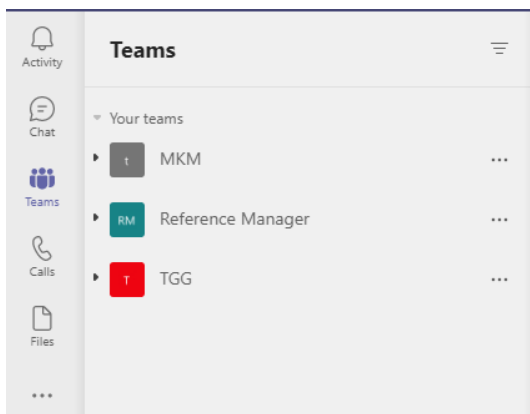 Activity
Chat
Teams
Calls
Files
Teams
Your teams
t MKM
RM Reference Manager
T TGG